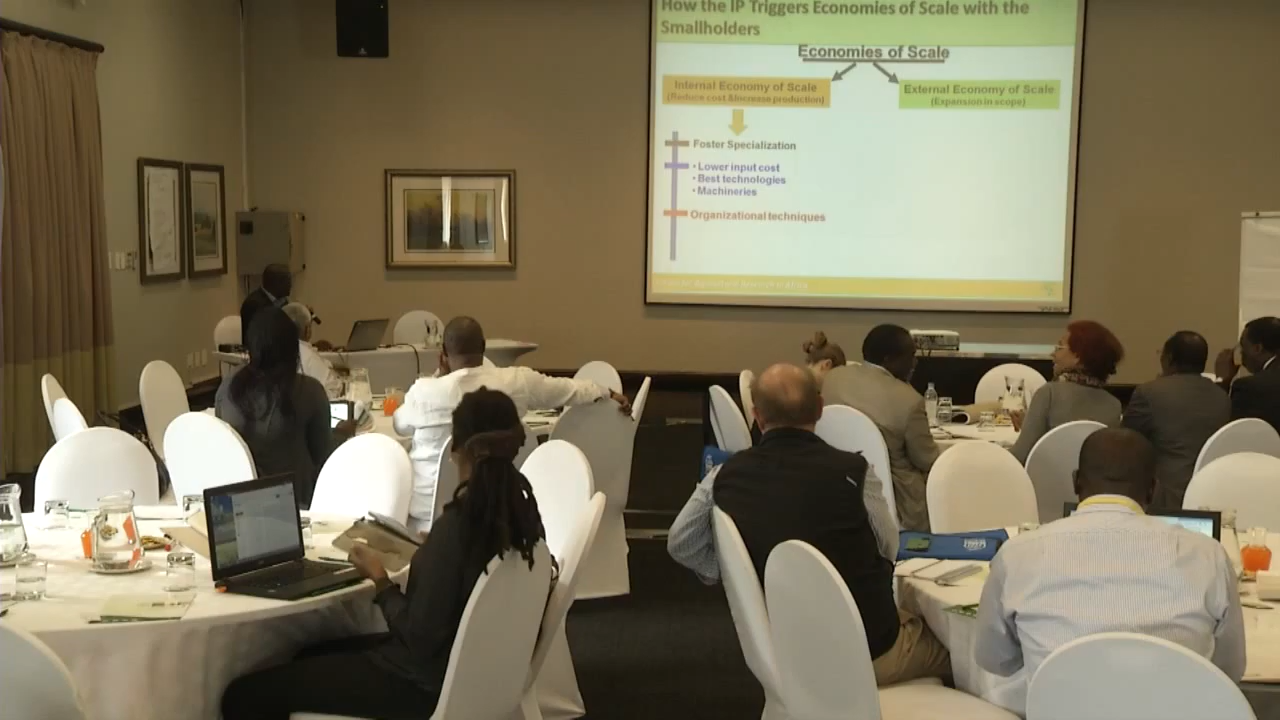 How the IP Triggers Economies of Scale with the
Smallholders
Economies of Scale
Internal Economy of Scale
(Reduce cost &Increase production)
External Economy of Scale
(Expansion in scope)
Foster Specialization
• Lower input cost
• Best technologies
• Machineries
Organizational techniques